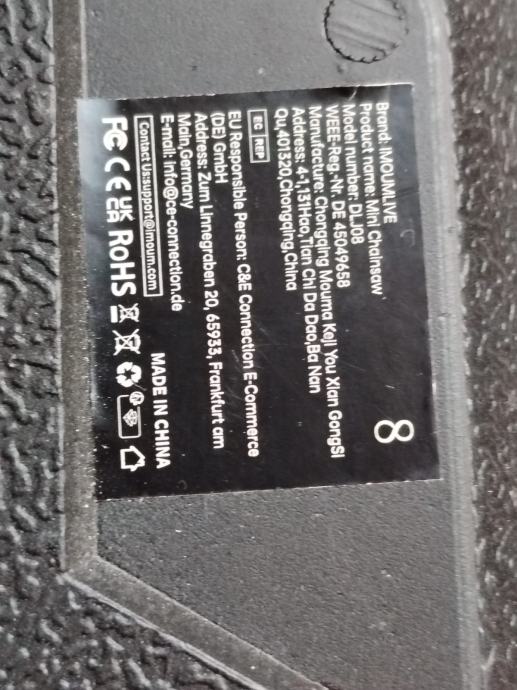 8
Brand: IMOUMLIVE
Product name: Mini Chainsaw
Model number: DLJ08
WEEE-Reg.-Nr. DE 45049658
Manufacture: Chongqing Mouma Keji You Xian GongSi
Address: 4-1,131Hao,Tian Chi Da Dao,Ba Nan
Qu,401320,Chongqing,China
EC REP
EU Responsible Person: C&E Connection E-Commerce
(DE) GmbH
Address: Zum Linnegraben 20, 65933, Frankfurt am
Main,Germany
E-mail: info@ce-connection.de
Contact Us:support@imoum.com
MADE IN CHINA
FC CE UKCA RoHS